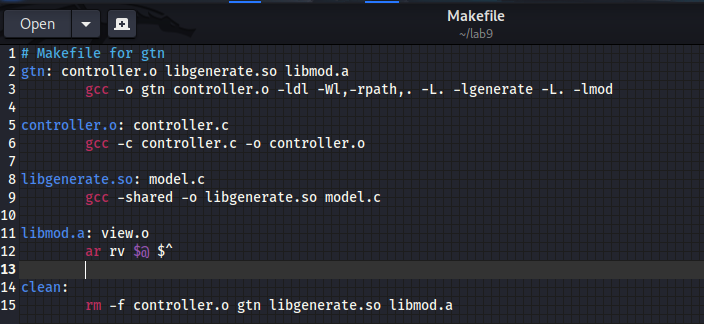 Open
Makefile
~/lab9
1 # Makefile for gtn
2 gtn: controller.o libgenerate.so libmod.a
3 gcc -o gtn controller.o -ldl -Wl,-rpath,. -L. -lgenerate -L. -lmod
4
5 controller.o: controller.c
6 gcc -c controller.c -o controller.o
7
8 libgenerate.so: model.c
9 gcc -shared -o libgenerate.so model.c
10
11 libmod.a: view.o
12 ar rv $@ $^
13
14 clean:
15 rm -f controller.o gtn libgenerate.so libmod.a